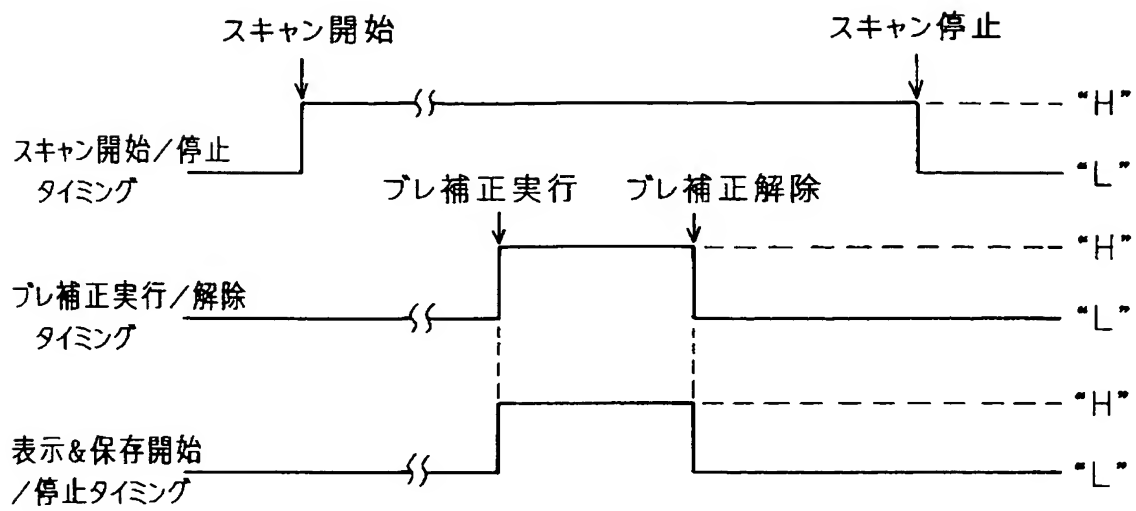 スキャン開始
スキャン停止
“H”
スキャン開始/停止
タイミング
“L”
ブレ補正実行
ブレ補正解除
“H”
ブレ補正実行/解除
タイミング
“L”
“H”
表示&保存開始
/停止タイミング
“L”